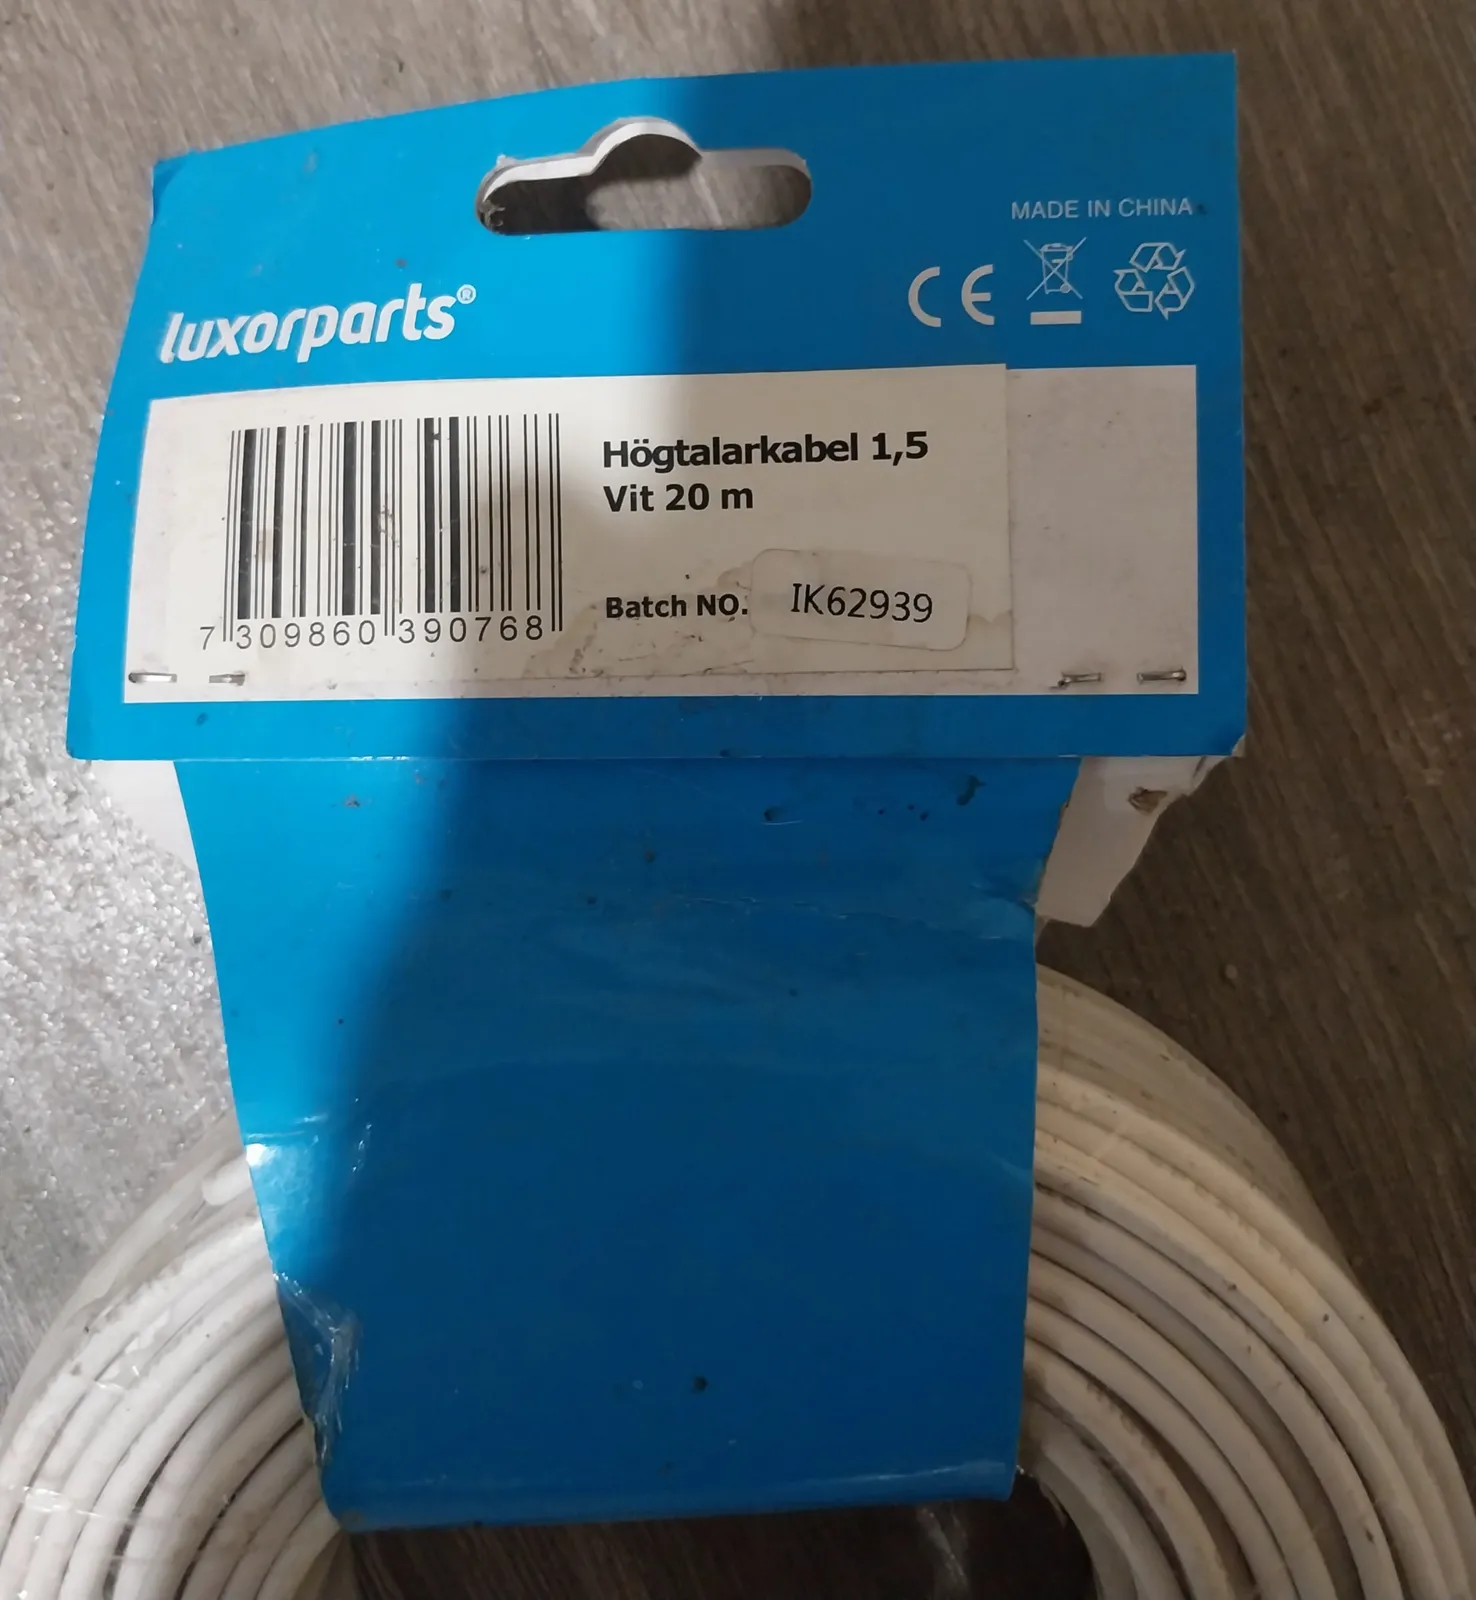 MADE IN CHINA
CE
luxorparts®
Högtalarkabel 1,5
Vit 20 m
Batch NO. IK62939
7 309860 390768